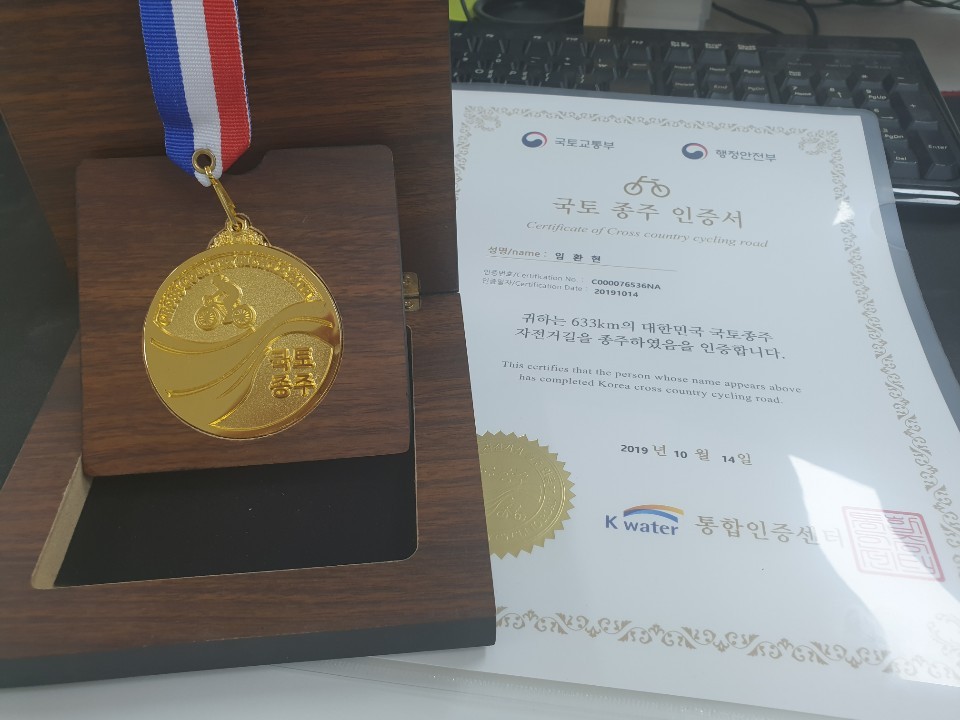 국토
종주
국토교통부
행정안전부
국토 종주 인증서
Certificate of Cross country cycling road
성명/name : 임 환 현
인증번호/Certification No. : C000076536NA
인증일자/Certification Date : 20191014
귀하는 633km의 대한민국 국토종주
자전거길을 종주하였음을 인증합니다.
This certifies that the person whose name appears above
has completed Korea cross country cycling road.
2019 년 10 월 14 일
K water 통합인증센터